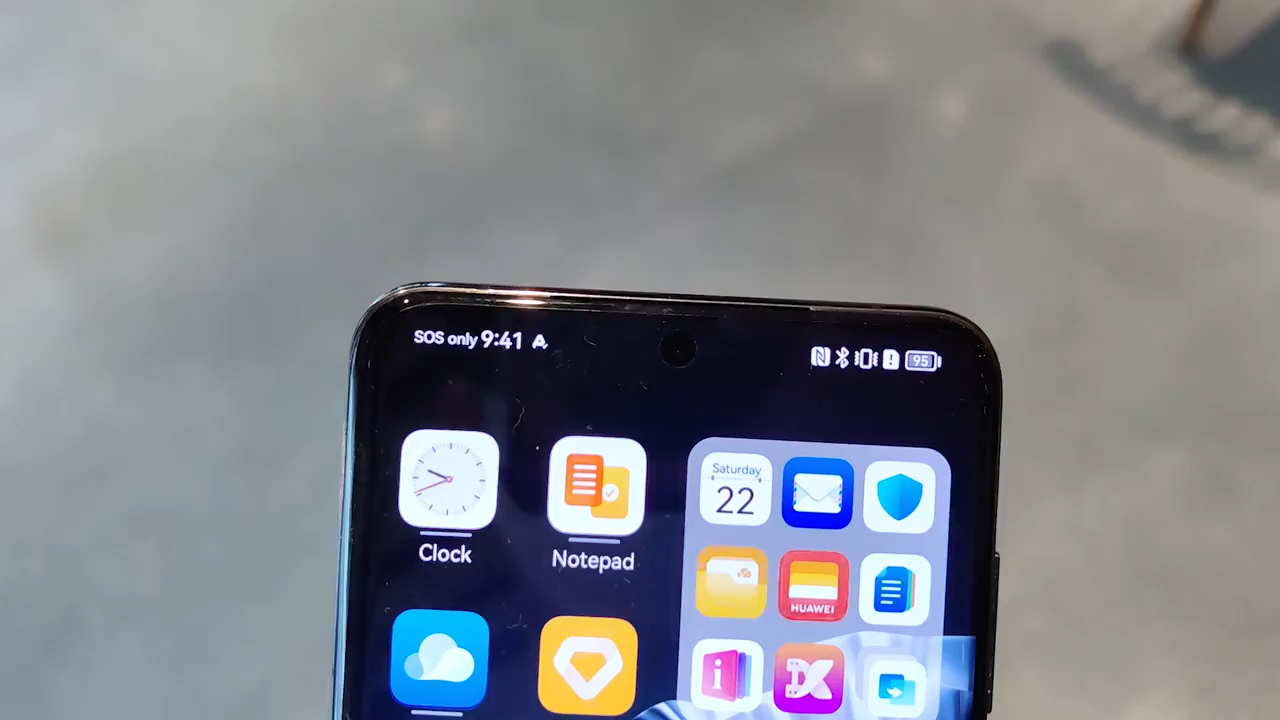 SOS only 9:41
95
Saturday
22
HUAWEI
Clock
Notepad
i